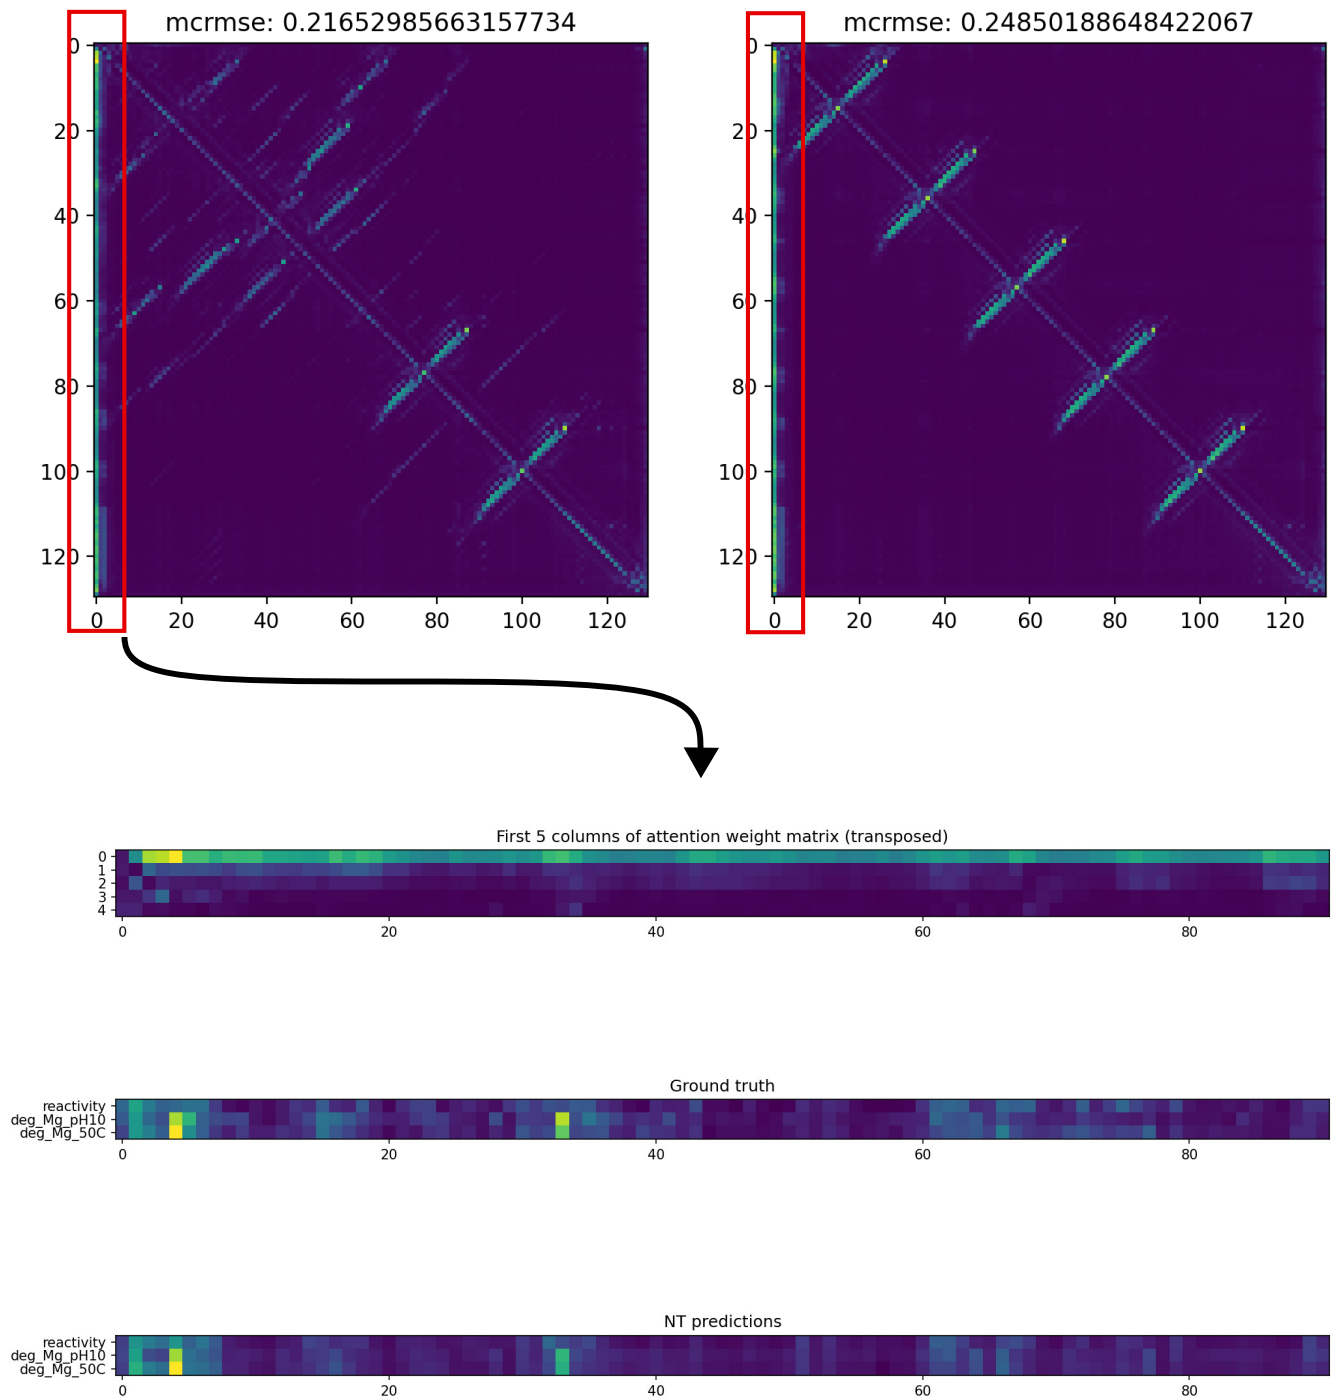 mcrmse: 0.21652985663157734
mcrmse: 0.24850188648422067
0
20
40
60
80
100
120
0 20 40 60 80 100 120
0
20
40
60
80
100
120
0 20 40 60 80 100 120
First 5 columns of attention weight matrix (transposed)
0
1
2
3
4
0 20 40 60 80
Ground truth
reactivity
deg_Mg_pH10
deg_Mg_50C
0 20 40 60 80
NT predictions
reactivity
deg_Mg_pH10
deg_Mg_50C
0 20 40 60 80